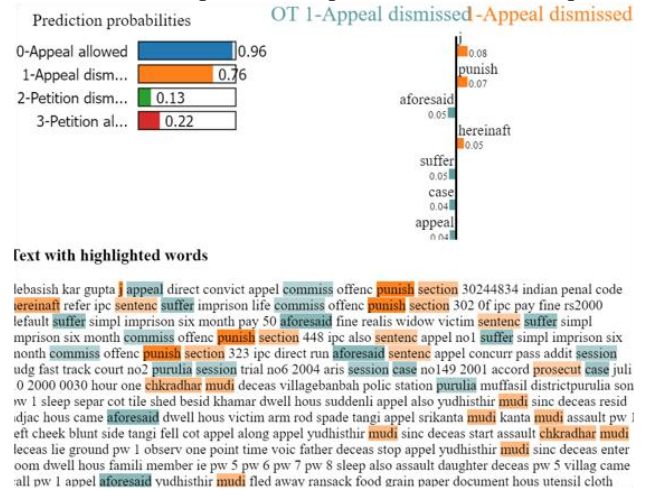 Prediction probabilities
0-Appeal allowed 0.96
1-Appeal dism... 0.76
2-Petition dism... 0.13
3-Petition al... 0.22
OT 1-Appeal dismissed 1-Appeal dismissed
j
0.08
punish
0.07
aforesaid
0.05
hereinaft
0.05
suffer
0.05
case
0.04
appeal
0.04
Text with highlighted words
debasish kar gupta j appeal direct convict appel commiss offenc punish section 30244834 indian penal code
hereinaft refer ipc sentenc suffer imprison life commiss offenc punish section 302 0f ipc pay fine rs2000
default suffer simpl imprison six month pay 50 aforesaid fine realis widow victim sentenc suffer simpl
imprison six month commiss offenc punish section 448 ipc also sentenc appel no1 suffer simpl imprison six
month commiss offenc punish section 323 ipc direct run aforesaid sentenc appel concurr pass addit session
judg fast track court no2 purulia session trial no6 2004 aris session case no149 2001 accord prosecut case juli
0 2000 0030 hour one chkradhar mudi deceas villagebanbah polic station purulia muffasil districtpurulia son
pw 1 sleep separ cot tile shed besid khamar dwell hous suddenli appel also yudhisthir mudi sinc deceas resid
adjac hous came aforesaid dwell hous victim arm rod spade tangi appel srikanta mudi kanta mudi assault pw 1
left cheek blunt side tangi fell cot appel along appel yudhisthir mudi sinc deceas start assault chkradhar mudi
deceas lie ground pw 1 observ one point time voic father deceas stop appel yudhisthir mudi sinc deceas enter
room dwell hous famili member ie pw 5 pw 6 pw 7 pw 8 sleep also assault daughter deceas pw 5 villag came
call pw 1 appel aforesaid yudhisthir mudi fled away ransack food grain paper document hous utensil cloth